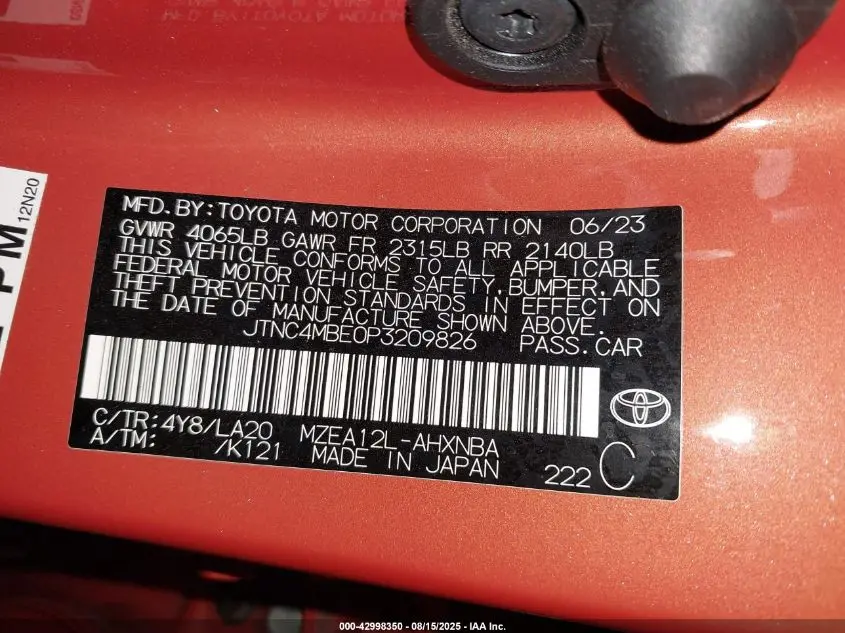 MFD.BY:TOYOTA MOTOR CORPORATION 06/23
GVWR 4065LB GAWR FR 2315LB RR 2140LB
THIS VEHICLE CONFORMS TO ALL APPLICABLE
FEDERAL MOTOR VEHICLE SAFETY,BUMPER,AND
THEFT PREVENTION STANDARDS IN EFFECT ON
THE DATE OF MANUFACTURE SHOWN ABOVE.
JTNC4MBE0P3209826 PASS.CAR
C/TR:4Y8/LA20 MZEA12L-AHXNBA
A/TM: /K121 MADE IN JAPAN
222 C
PM
12N20
000-42998350 - 08/15/2025 - IAA Inc.